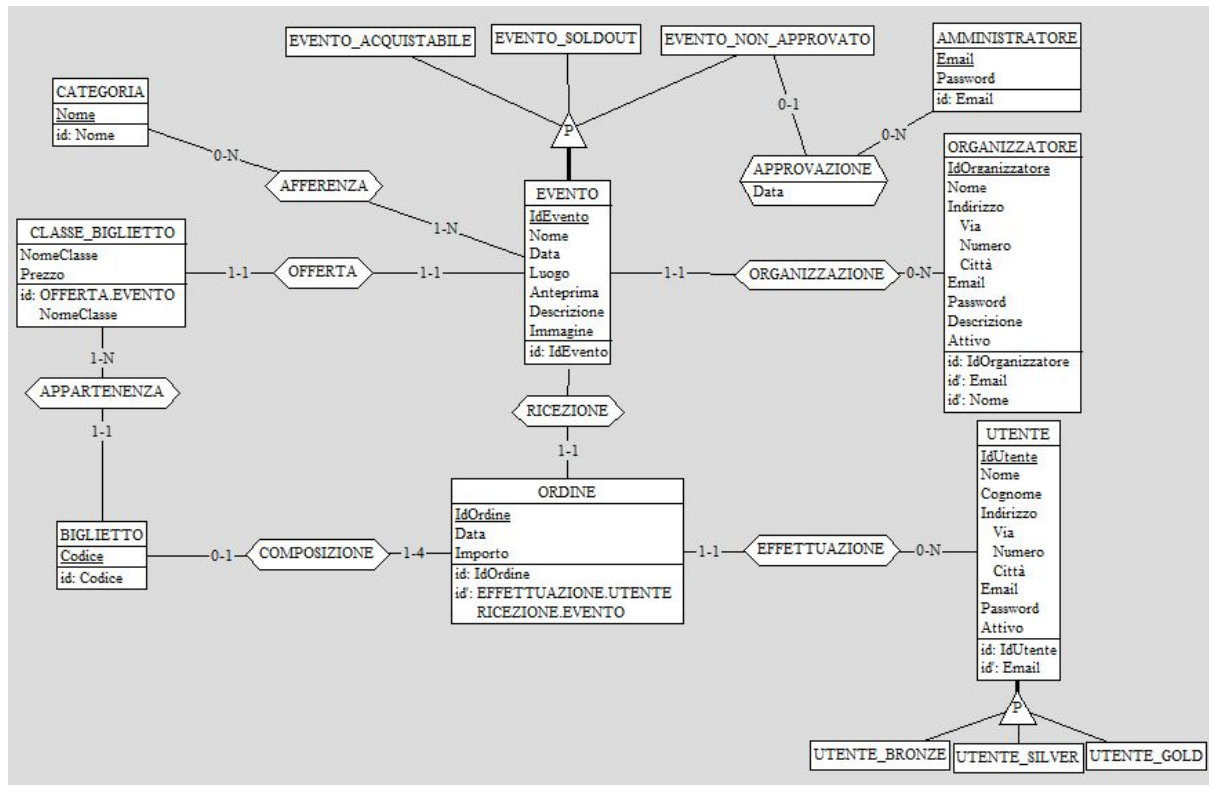 EVENTO_ACQUISTABILE
EVENTO_SOLDOUT
EVENTO_NON_APPROVATO
P
AMMINISTRATORE
Email
Password
id: Email
CATEGORIA
Nome
id: Nome
0-N
AFFERENZA
1-N
0-1
0-N
APPROVAZIONE
Data
CLASSE_BIGLIETTO
NomeClasse
Prezzo
id: OFFERTA.EVENTO
NomeClasse
1-1
OFFERTA
1-1
EVENTO
IdEvento
Nome
Data
Luogo
Anteprima
Descrizione
Immagine
id: IdEvento
1-1
ORGANIZZAZIONE
0-N
ORGANIZZATORE
IdOrganizzatore
Nome
Indirizzo
Via
Numero
Città
Email
Password
Descrizione
Attivo
id: IdOrganizzatore
id': Email
id': Nome
1-N
APPARTENENZA
1-1
RICEZIONE
1-1
BIGLIETTO
Codice
id: Codice
0-1
COMPOSIZIONE
1-4
ORDINE
IdOrdine
Data
Importo
id: IdOrdine
id': EFFETTUAZIONE.UTENTE
RICEZIONE.EVENTO
1-1
EFFETTUAZIONE
0-N
UTENTE
IdUtente
Nome
Cognome
Indirizzo
Via
Numero
Città
Email
Password
Attivo
id: IdUtente
id': Email
P
UTENTE_BRONZE
UTENTE_SILVER
UTENTE_GOLD